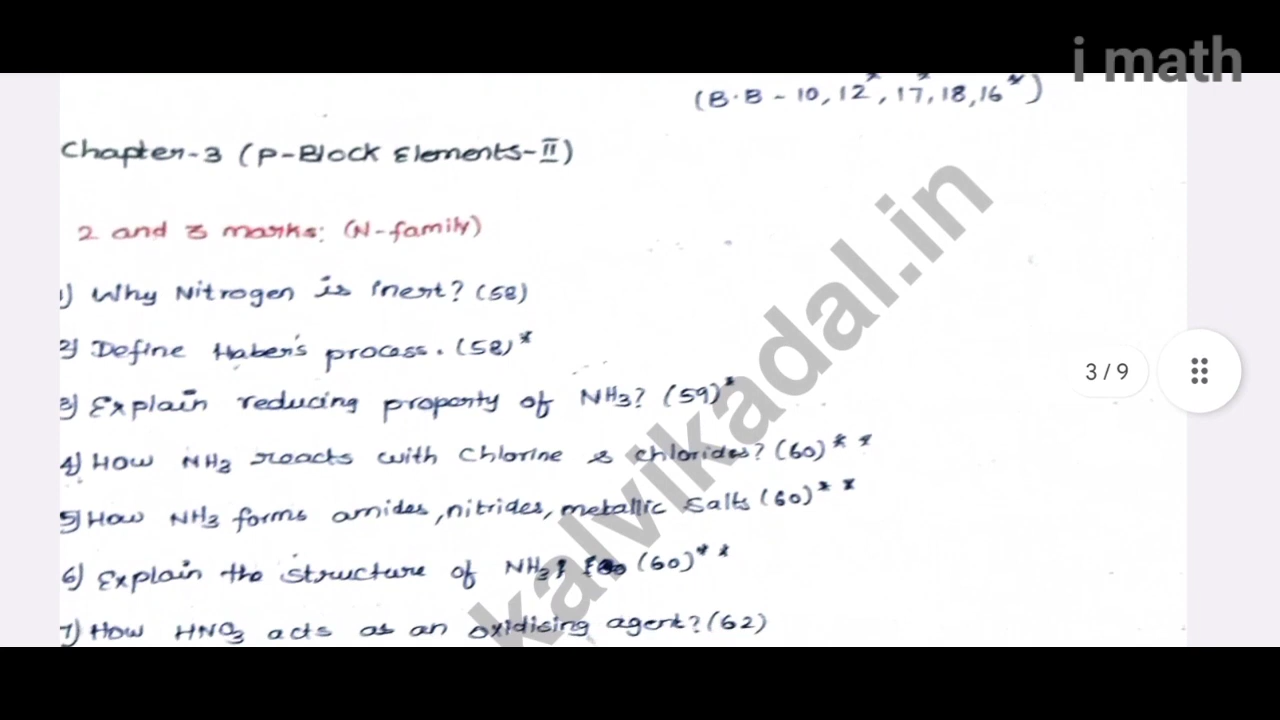 i math
(B.B - 10, 12*, 17*, 18, 16*)
Chapter-3 (P-Block Elements-II)
2 and 3 marks: (N-family)
1) Why Nitrogen is inert? (58)
2) Define Haber's process. (58)*
3) Explain reducing property of NH3? (59)*
3 / 9
4) How NH3 reacts with chlorine & chlorides? (60)**
5) How NH3 forms amides, nitrides, metallic salts (60)**
6) Explain the structure of NH3? (60)**
7) How HNO3 acts as an oxidising agent? (62)
kalvikadal.in